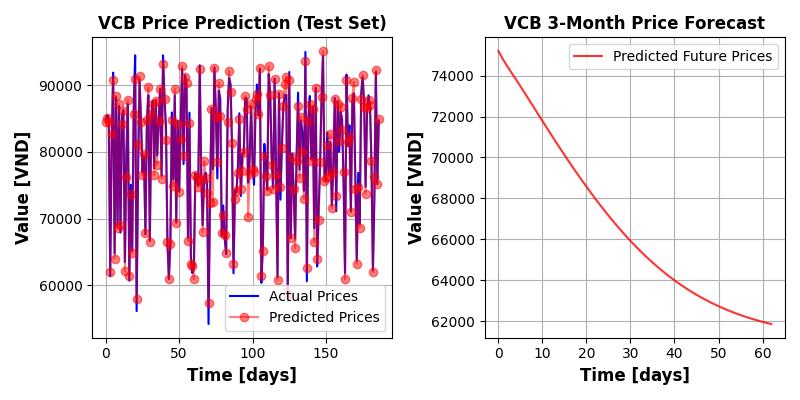 VCB Price Prediction (Test Set)
Value [VND]
90000
80000
70000
60000
Actual Prices
Predicted Prices
0 50 100 150
Time [days]
VCB 3-Month Price Forecast
Value [VND]
Predicted Future Prices
74000
72000
70000
68000
66000
64000
62000
0 10 20 30 40 50 60
Time [days]